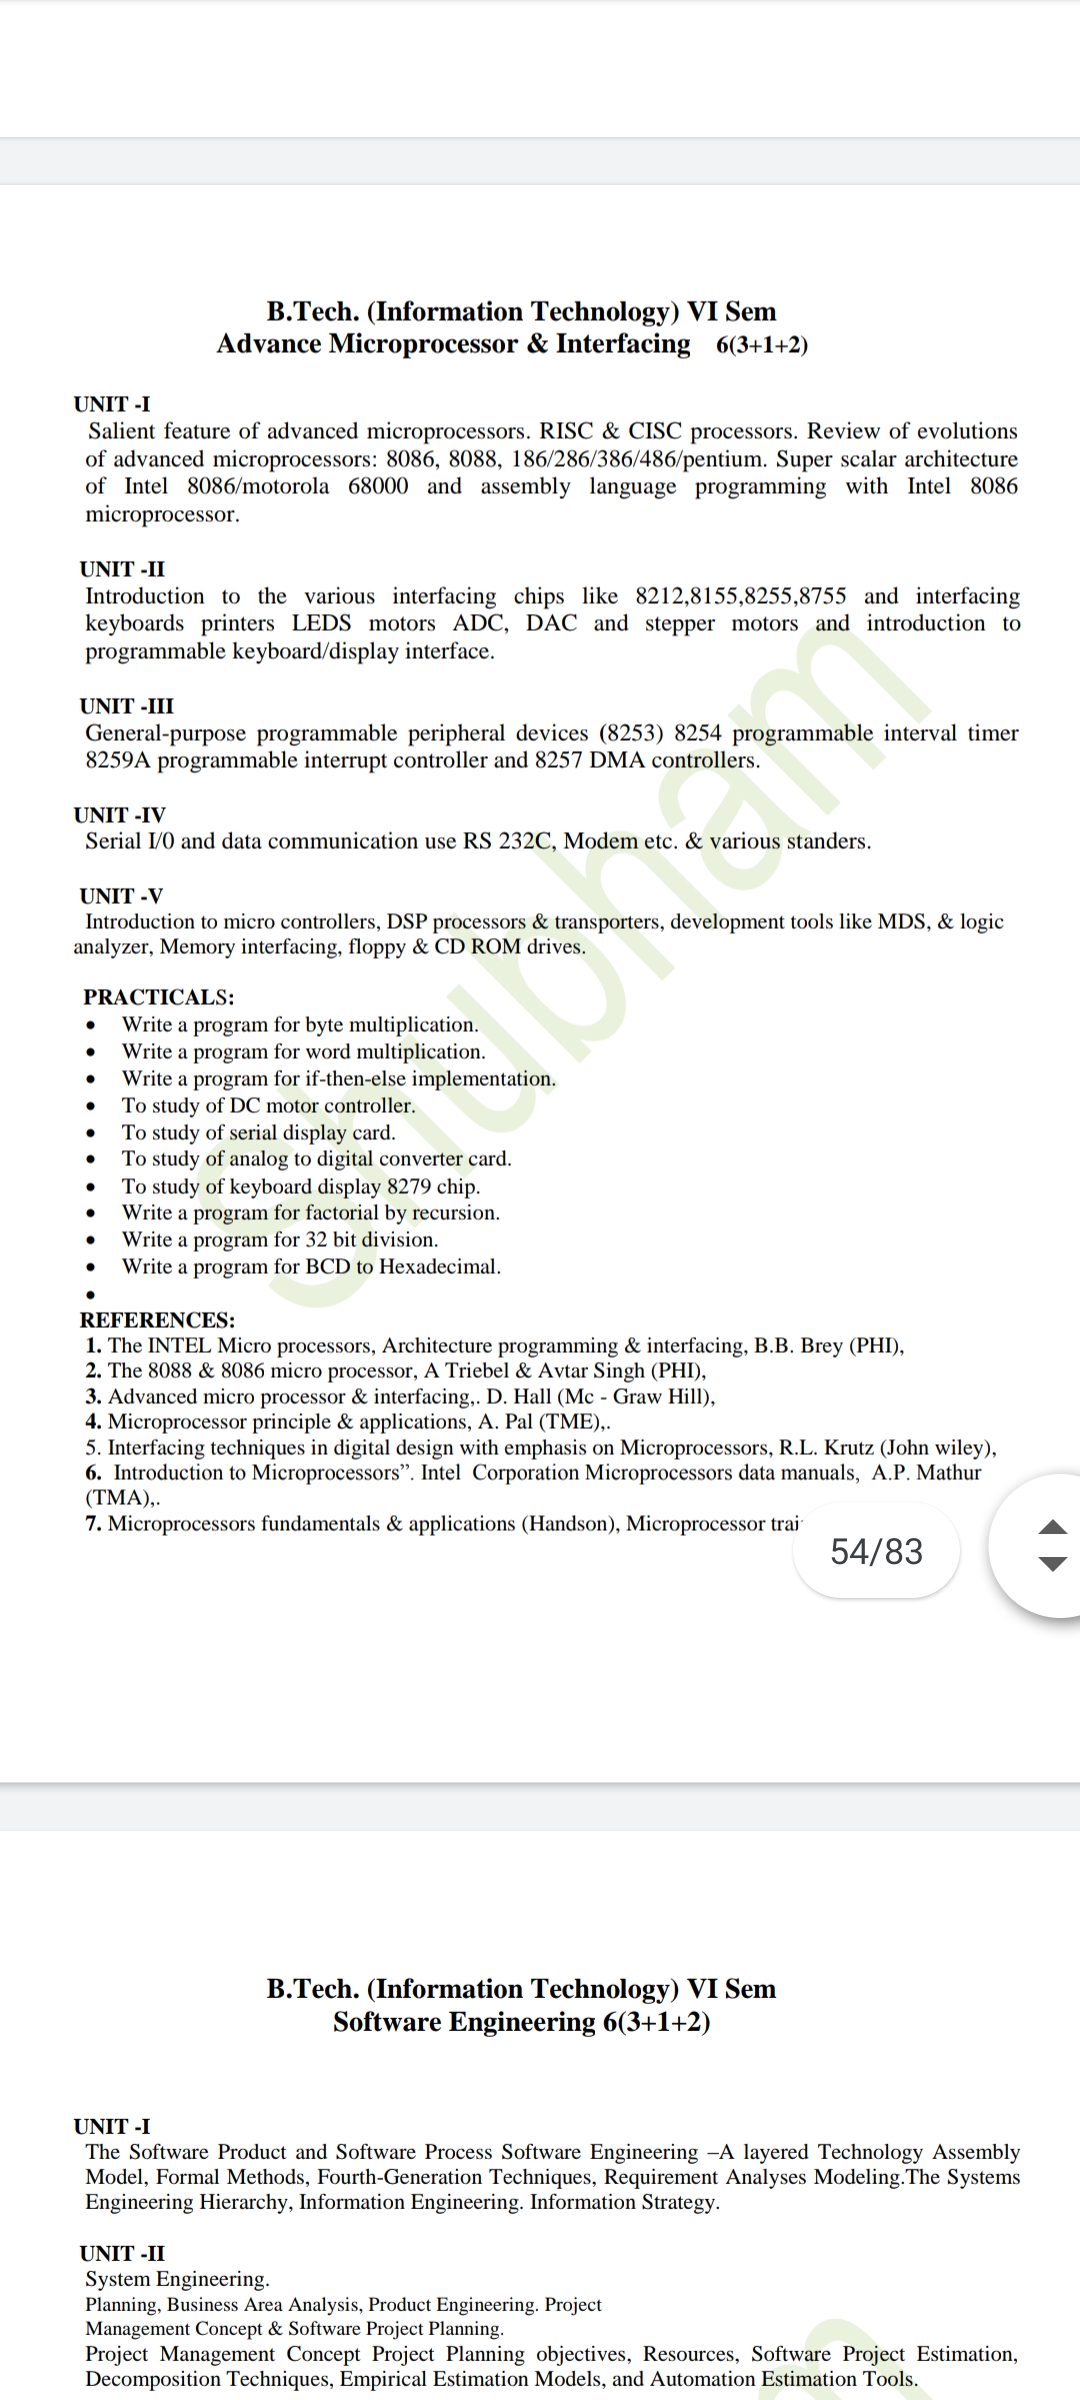 B.Tech. (Information Technology) VI Sem
Advance Microprocessor & Interfacing 6(3+1+2)
UNIT -I
Salient feature of advanced microprocessors. RISC & CISC processors. Review of evolutions
of advanced microprocessors: 8086, 8088, 186/286/386/486/pentium. Super scalar architecture
of Intel 8086/motorola 68000 and assembly language programming with Intel 8086
microprocessor.
UNIT -II
Introduction to the various interfacing chips like 8212,8155,8255,8755 and interfacing
keyboards printers LEDS motors ADC, DAC and stepper motors and introduction to
programmable keyboard/display interface.
UNIT -III
General-purpose programmable peripheral devices (8253) 8254 programmable interval timer
8259A programmable interrupt controller and 8257 DMA controllers.
UNIT -IV
Serial I/0 and data communication use RS 232C, Modem etc. & various standers.
UNIT -V
Introduction to micro controllers, DSP processors & transporters, development tools like MDS, & logic
analyzer, Memory interfacing, floppy & CD ROM drives.
Shubham
PRACTICALS:
• Write a program for byte multiplication.
• Write a program for word multiplication.
• Write a program for if-then-else implementation.
• To study of DC motor controller.
• To study of serial display card.
• To study of analog to digital converter card.
• To study of keyboard display 8279 chip.
• Write a program for factorial by recursion.
• Write a program for 32 bit division.
• Write a program for BCD to Hexadecimal.
•
REFERENCES:
1. The INTEL Micro processors, Architecture programming & interfacing, B.B. Brey (PHI),
2. The 8088 & 8086 micro processor, A Triebel & Avtar Singh (PHI),
3. Advanced micro processor & interfacing,. D. Hall (Mc - Graw Hill),
4. Microprocessor principle & applications, A. Pal (TME),.
5. Interfacing techniques in digital design with emphasis on Microprocessors, R.L. Krutz (John wiley),
6. Introduction to Microprocessors”. Intel Corporation Microprocessors data manuals, A.P. Mathur
(TMA),.
7. Microprocessors fundamentals & applications (Handson), Microprocessor
54/83
B.Tech. (Information Technology) VI Sem
Software Engineering 6(3+1+2)
UNIT -I
The Software Product and Software Process Software Engineering –A layered Technology Assembly
Model, Formal Methods, Fourth-Generation Techniques, Requirement Analyses Modeling.The Systems
Engineering Hierarchy, Information Engineering. Information Strategy.
UNIT -II
System Engineering.
Planning, Business Area Analysis, Product Engineering. Project
Management Concept & Software Project Planning.
Project Management Concept Project Planning objectives, Resources, Software Project Estimation,
Decomposition Techniques, Empirical Estimation Models, and Automation Estimation Tools.